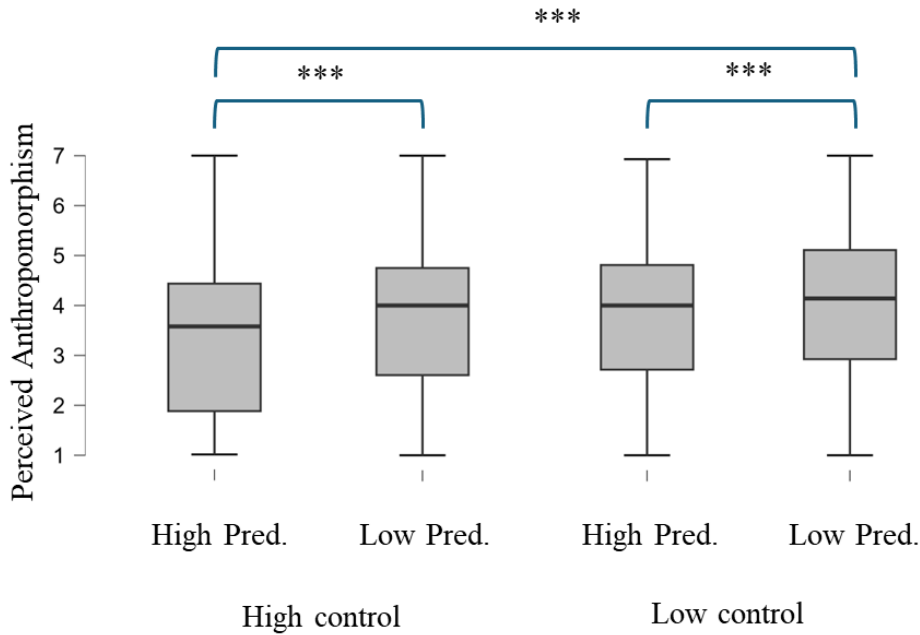 ***
***
***
Perceived Anthropomorphism
7
6
5
4
3
2
1
High Pred.
Low Pred.
High Pred.
Low Pred.
High control
Low control